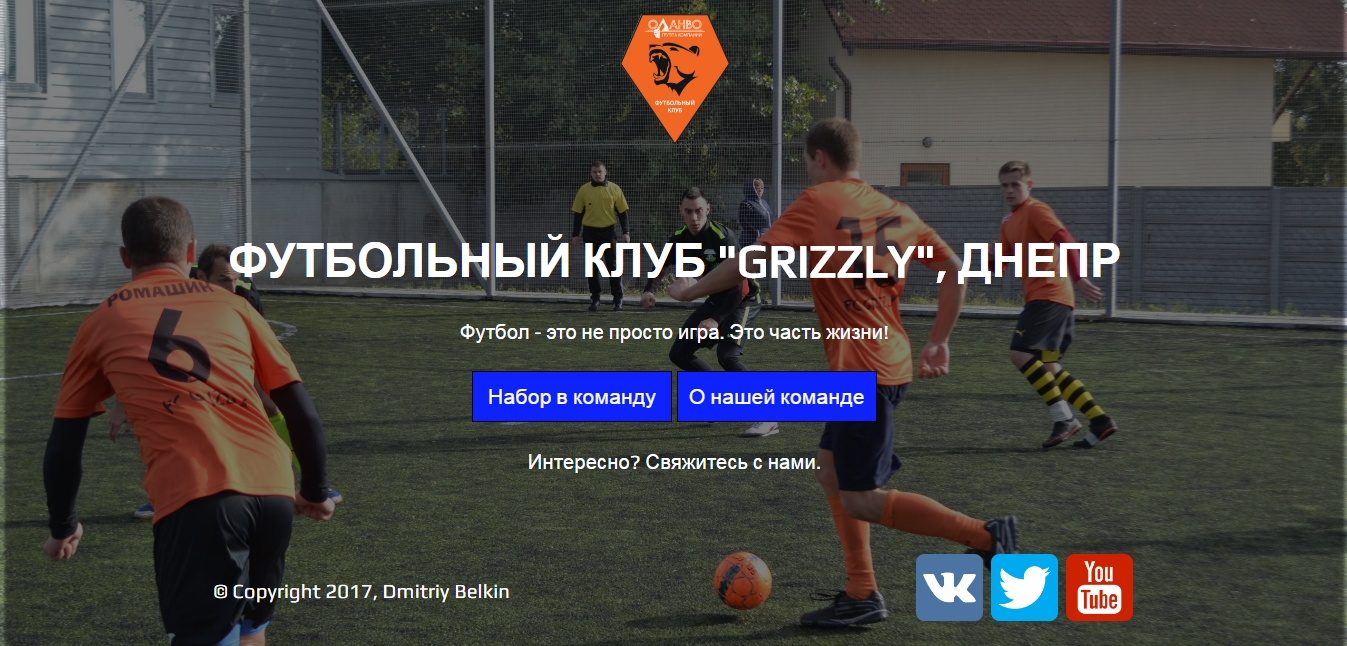 ОЛАНВО
ГРУППА КОМПАНИЙ
ФУТБОЛЬНЫЙ
КЛУБ
ФУТБОЛЬНЫЙ КЛУБ "GRIZZLY", ДНЕПР
15
РОМАШИН
6
Футбол - это не просто игра. Это часть жизни!
Набор в команду
О нашей команде
Интересно? Свяжитесь с нами.
© Copyright 2017, Dmitriy Belkin
You
Tube